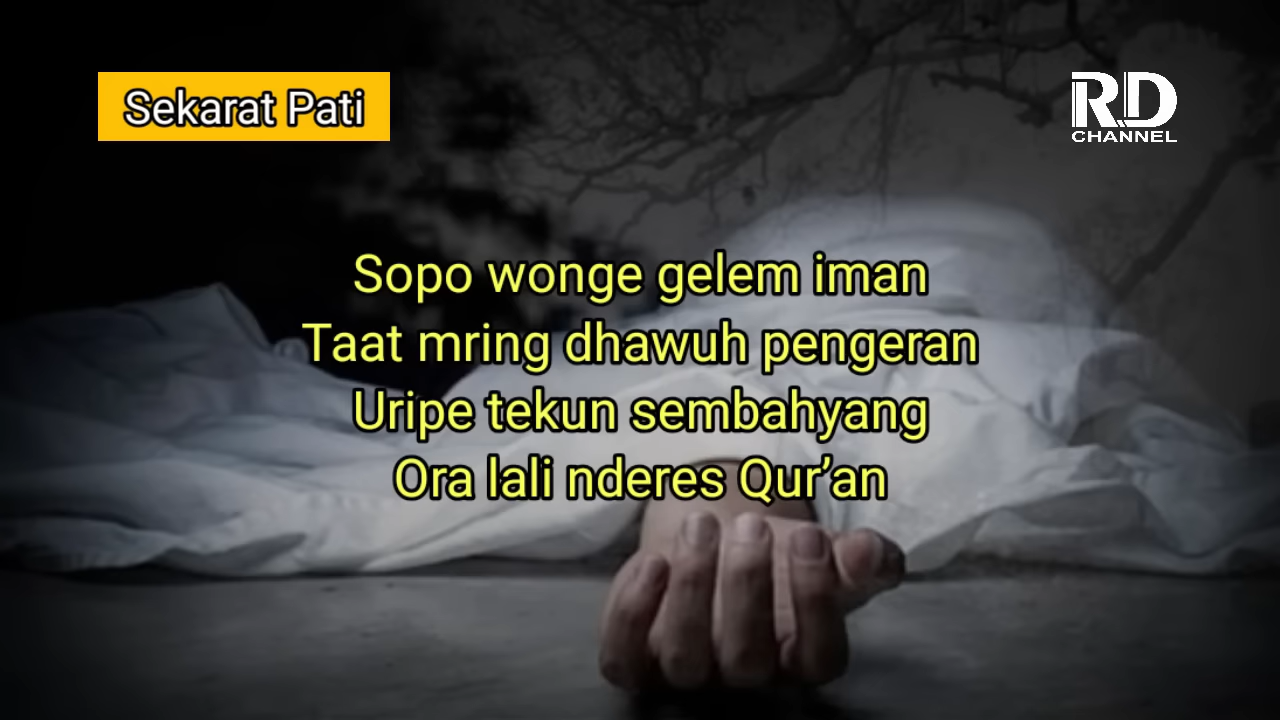 Sekarat Pati
RD
CHANNEL
Sopo wonge gelem iman
Taat mring dhawuh pengeran
Uripe tekun sembahyang
Ora lali nderes Qur’an